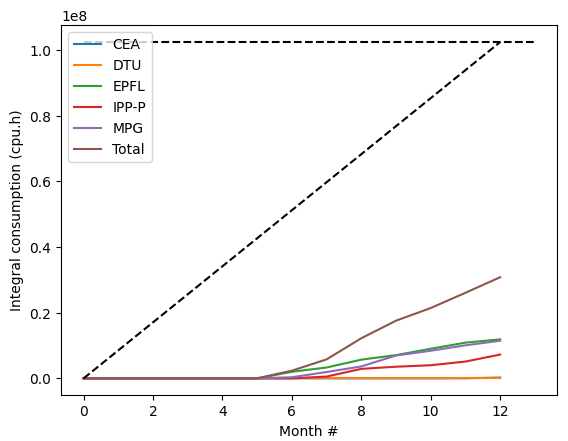 1e8
1.0
0.8
0.6
0.4
0.2
0.0
Integral consumption (cpu.h)
CEA
DTU
EPFL
IPP-P
MPG
Total
0 2 4 6 8 10 12
Month #